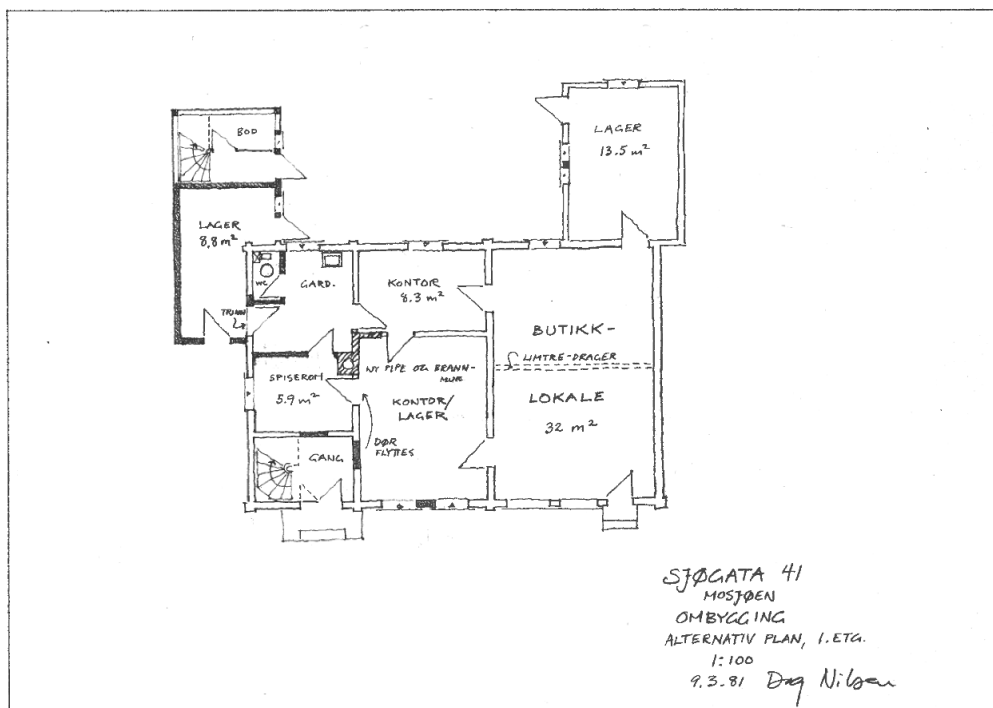 BOD
LAGER
13.5 m²
LAGER
8.8 m²
WC
GARD.
KONTOR
8.3 m²
TRINN
BUTIKK-
LIMTRE-DRAGER
NY PIPE OG BRANN-
MUR
SPISEROM
5.9 m²
KONTOR/
LAGER
LOKALE
32 m²
DØR
FLYTTES
GANG
SJØGATA 41
MOSJØEN
OMBYGGING
ALTERNATIV PLAN, 1. ETG.
1:100
9.3.81 Dag Nilsen